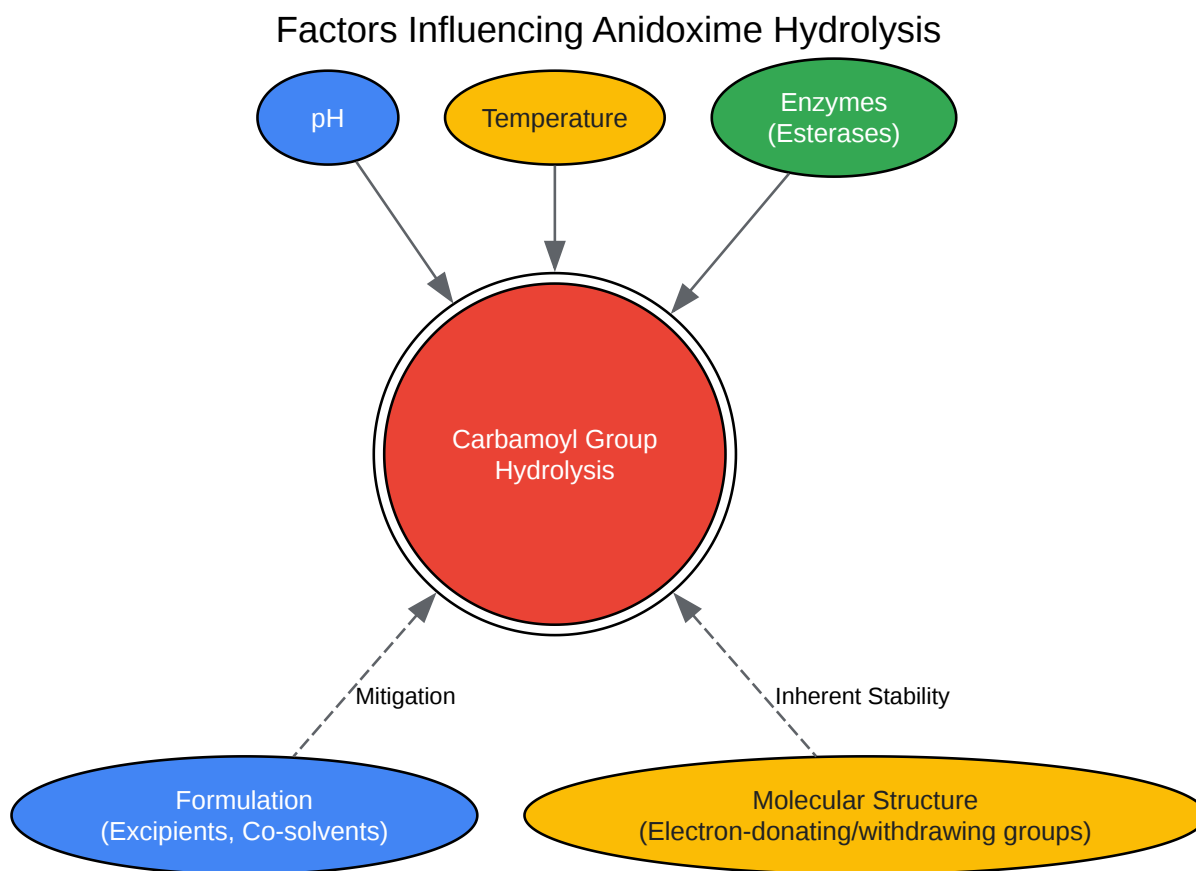 Factors Influencing Anidoxime Hydrolysis
pH
Temperature
Enzymes
(Esterases)
Carbamoyl Group
Hydrolysis
Mitigation
Inherent Stability
Formulation
(Excipients, Co-solvents)
Molecular Structure
(Electron-donating/withdrawing groups)